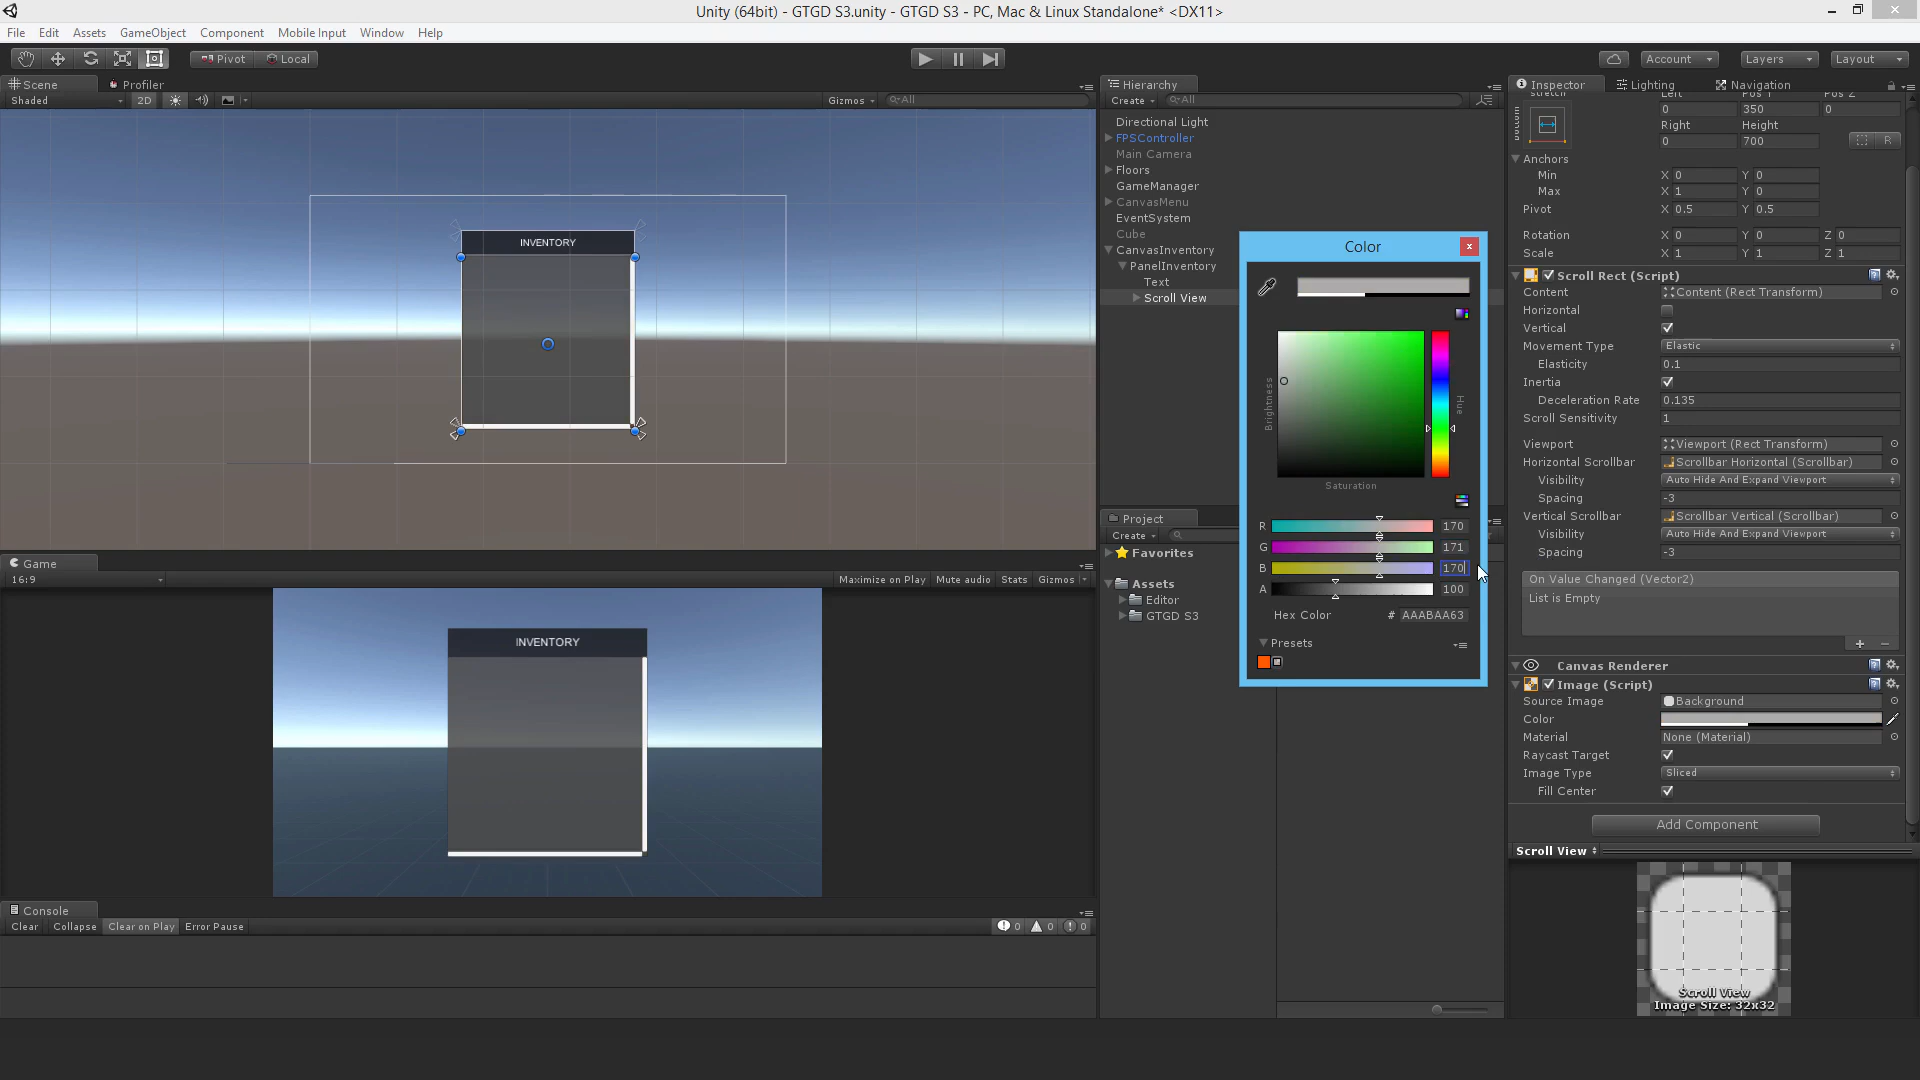 Unity (64bit) - GTGD S3.unity - GTGD S3 - PC, Mac & Linux Standalone* <DX11>
File Edit Assets GameObject Component Mobile Input Window Help
Pivot Local
Account Layers Layout
Scene Profiler
Shaded 2D Gizmos All
INVENTORY
Game
16:9 Maximize on Play Mute audio Stats Gizmos
INVENTORY
Console
Clear Collapse Clear on Play Error Pause 0 0 0
Hierarchy
Create All
Directional Light
FPSController
Main Camera
Floors
GameManager
CanvasMenu
EventSystem
Cube
CanvasInventory
PanelInventory
Text
Scroll View
Project
Create
Favorites
Assets
Editor
GTGD S3
Color
Brightness
Hue
Saturation
R 170
G 171
B 170
A 100
Hex Color # AAABAA63
Presets
Inspector Lighting Navigation
stretch Left Pos Y Pos Z
bottom
0 350 0
Right Height
0 700 R
Anchors
Min X 0 Y 0
Max X 1 Y 0
Pivot X 0.5 Y 0.5
Rotation X 0 Y 0 Z 0
Scale X 1 Y 1 Z 1
Scroll Rect (Script)
Content Content (Rect Transform)
Horizontal
Vertical
Movement Type Elastic
Elasticity 0.1
Inertia
Deceleration Rate 0.135
Scroll Sensitivity 1
Viewport Viewport (Rect Transform)
Horizontal Scrollbar Scrollbar Horizontal (Scrollbar)
Visibility Auto Hide And Expand Viewport
Spacing -3
Vertical Scrollbar Scrollbar Vertical (Scrollbar)
Visibility Auto Hide And Expand Viewport
Spacing -3
On Value Changed (Vector2)
List is Empty
Canvas Renderer
Image (Script)
Source Image Background
Color
Material None (Material)
Raycast Target
Image Type Sliced
Fill Center
Add Component
Scroll View
Scroll View
Image Size: 32x32